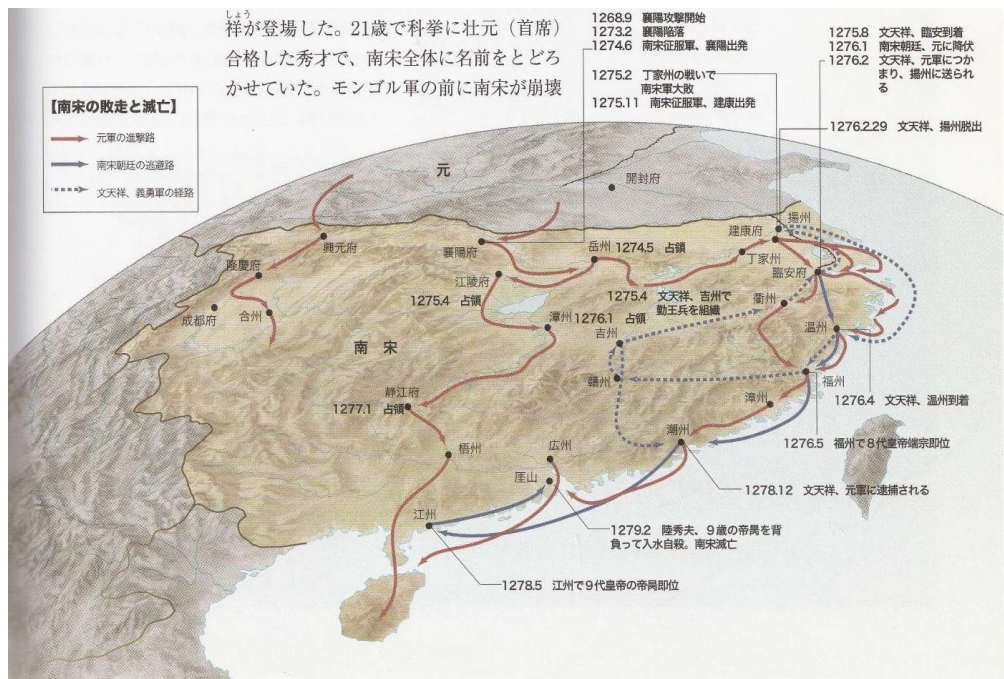 しょう
祥が登場した。21歳で科挙に壮元（首席）
合格した秀才で、南宋全体に名前をとどろ
かせていた。モンゴル軍の前に南宋が崩壊
1268.9 襄陽攻撃開始
1273.2 襄陽陥落
1274.6 南宋征服軍、襄陽出発
1275.2 丁家州の戦いで
南宋軍大敗
1275.11 南宋征服軍、建康出発
1275.8 文天祥、臨安到着
1276.1 南宋朝廷、元に降伏
1276.2 文天祥、元軍につか
まり、揚州に送られ
る
1276.2.29 文天祥、揚州脱出
【南宋の敗走と滅亡】
元軍の進撃路
南宋朝廷の逃避路
文天祥、義勇軍の経路
元
開封府
興元府
隆慶府
成都府
合州
襄陽府
岳州 1274.5 占領
江陵府
1275.4 占領
建康府
揚州
丁家州
臨安府
1275.4 文天祥、吉州で
勤王兵を組織
衢州
潭州
1276.1 占領
吉州
温州
南宋
贛州
福州
1276.4 文天祥、温州到着
静江府
1277.1 占領
漳州
潮州
1276.5 福州で8代皇帝端宗即位
梧州
広州
厓山
1278.12 文天祥、元軍に逮捕される
江州
1279.2 陸秀夫、9歳の帝昺を背
負って入水自殺。南宋滅亡
1278.5 江州で9代皇帝の帝昺即位